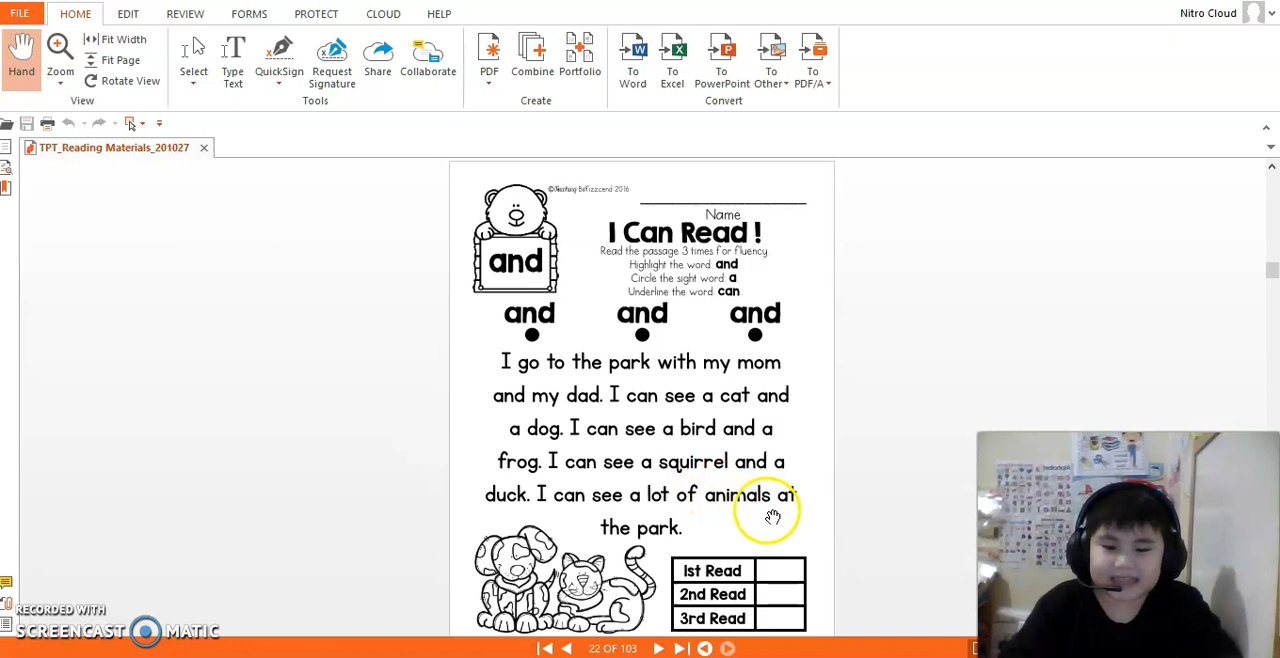 FILE HOME EDIT REVIEW FORMS PROTECT CLOUD HELP Nitro Cloud
Hand Zoom Fit Width Fit Page Rotate View Select Type Text QuickSign Request Signature Share Collaborate PDF Combine Portfolio To Word To Excel To PowerPoint To Other To PDF/A
View Tools Create Convert
TPT_Reading Materials_201027
©Teaching BilFizzcend 2016
Name
and
I Can Read !
Read the passage 3 times for fluency
Highlight the word: and
Circle the sight word: a
Underline the word: can
and and and
I go to the park with my mom
and my dad. I can see a cat and
a dog. I can see a bird and a
frog. I can see a squirrel and a
duck. I can see a lot of animals at
the park.
1st Read
2nd Read
3rd Read
RECORDED WITH
SCREENCAST MATIC
22 OF 103